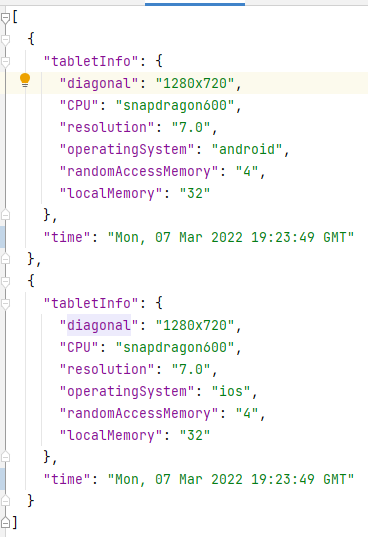 [
  {
    "tabletInfo": {
      "diagonal": "1280x720",
      "CPU": "snapdragon600",
      "resolution": "7.0",
      "operatingSystem": "android",
      "randomAccessMemory": "4",
      "localMemory": "32"
    },
    "time": "Mon, 07 Mar 2022 19:23:49 GMT"
  },
  {
    "tabletInfo": {
      "diagonal": "1280x720",
      "CPU": "snapdragon600",
      "resolution": "7.0",
      "operatingSystem": "ios",
      "randomAccessMemory": "4",
      "localMemory": "32"
    },
    "time": "Mon, 07 Mar 2022 19:23:49 GMT"
  }
]